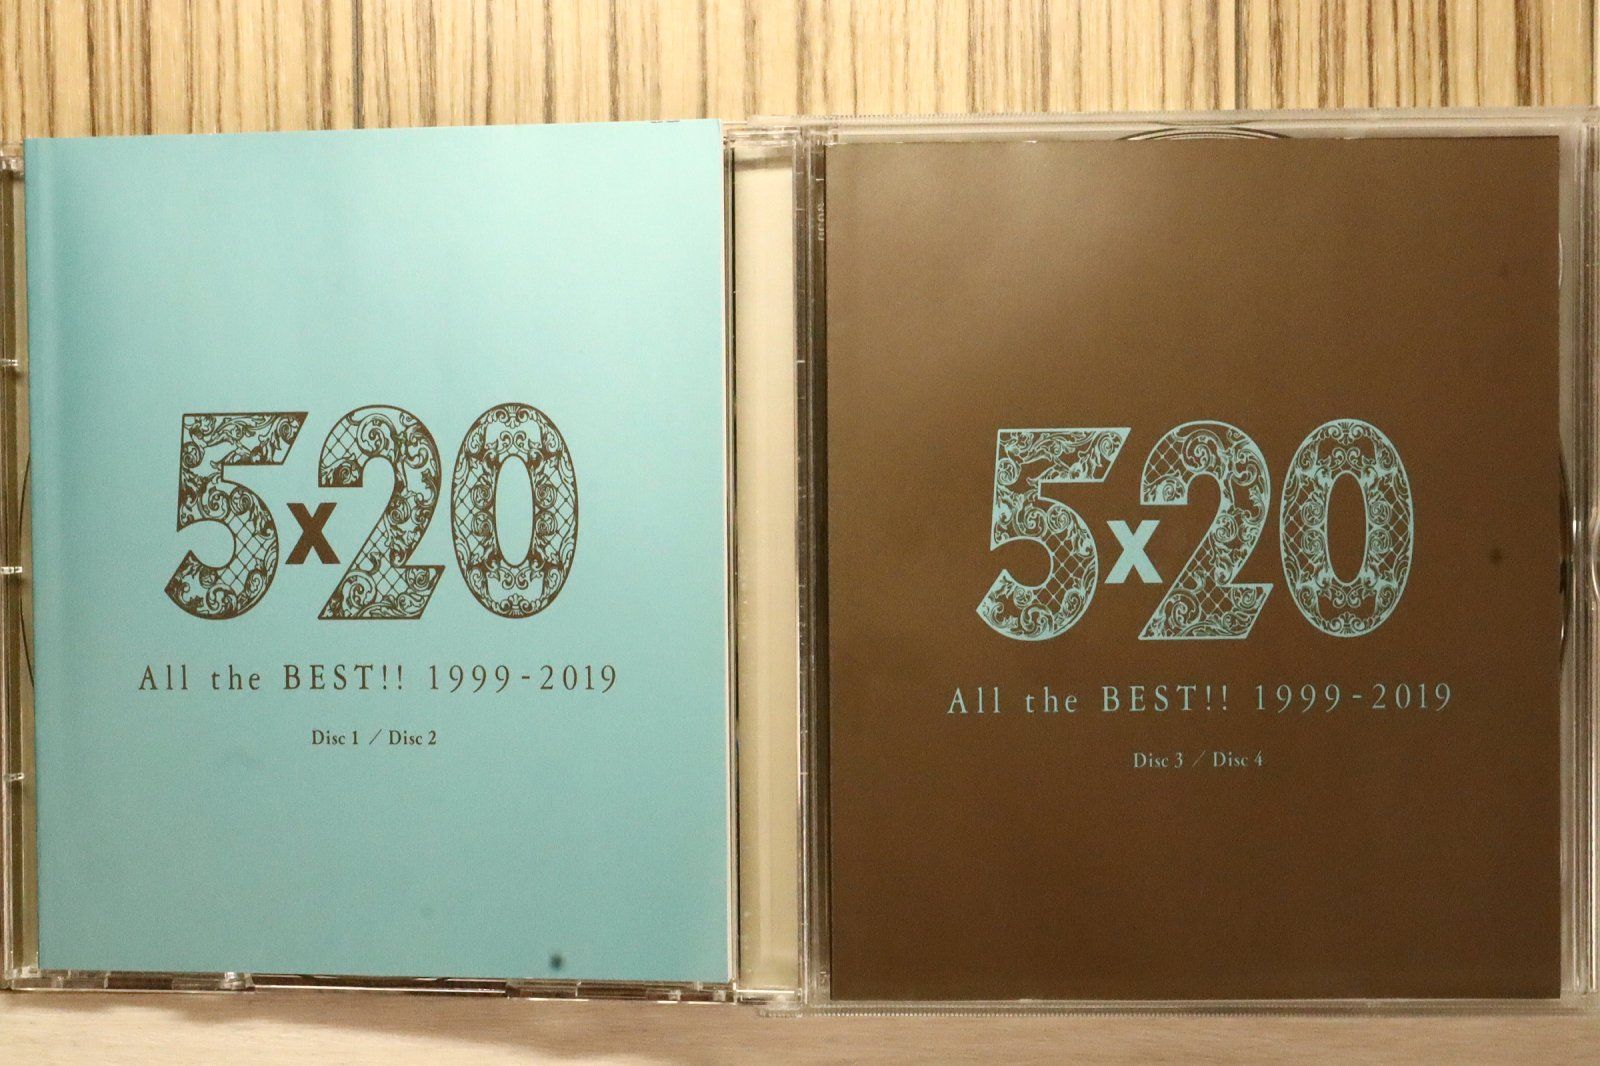 5x20
All the BEST!! 1999-2019
Disc 1 / Disc 2
5x20
All the BEST!! 1999-2019
Disc 3 / Disc 4